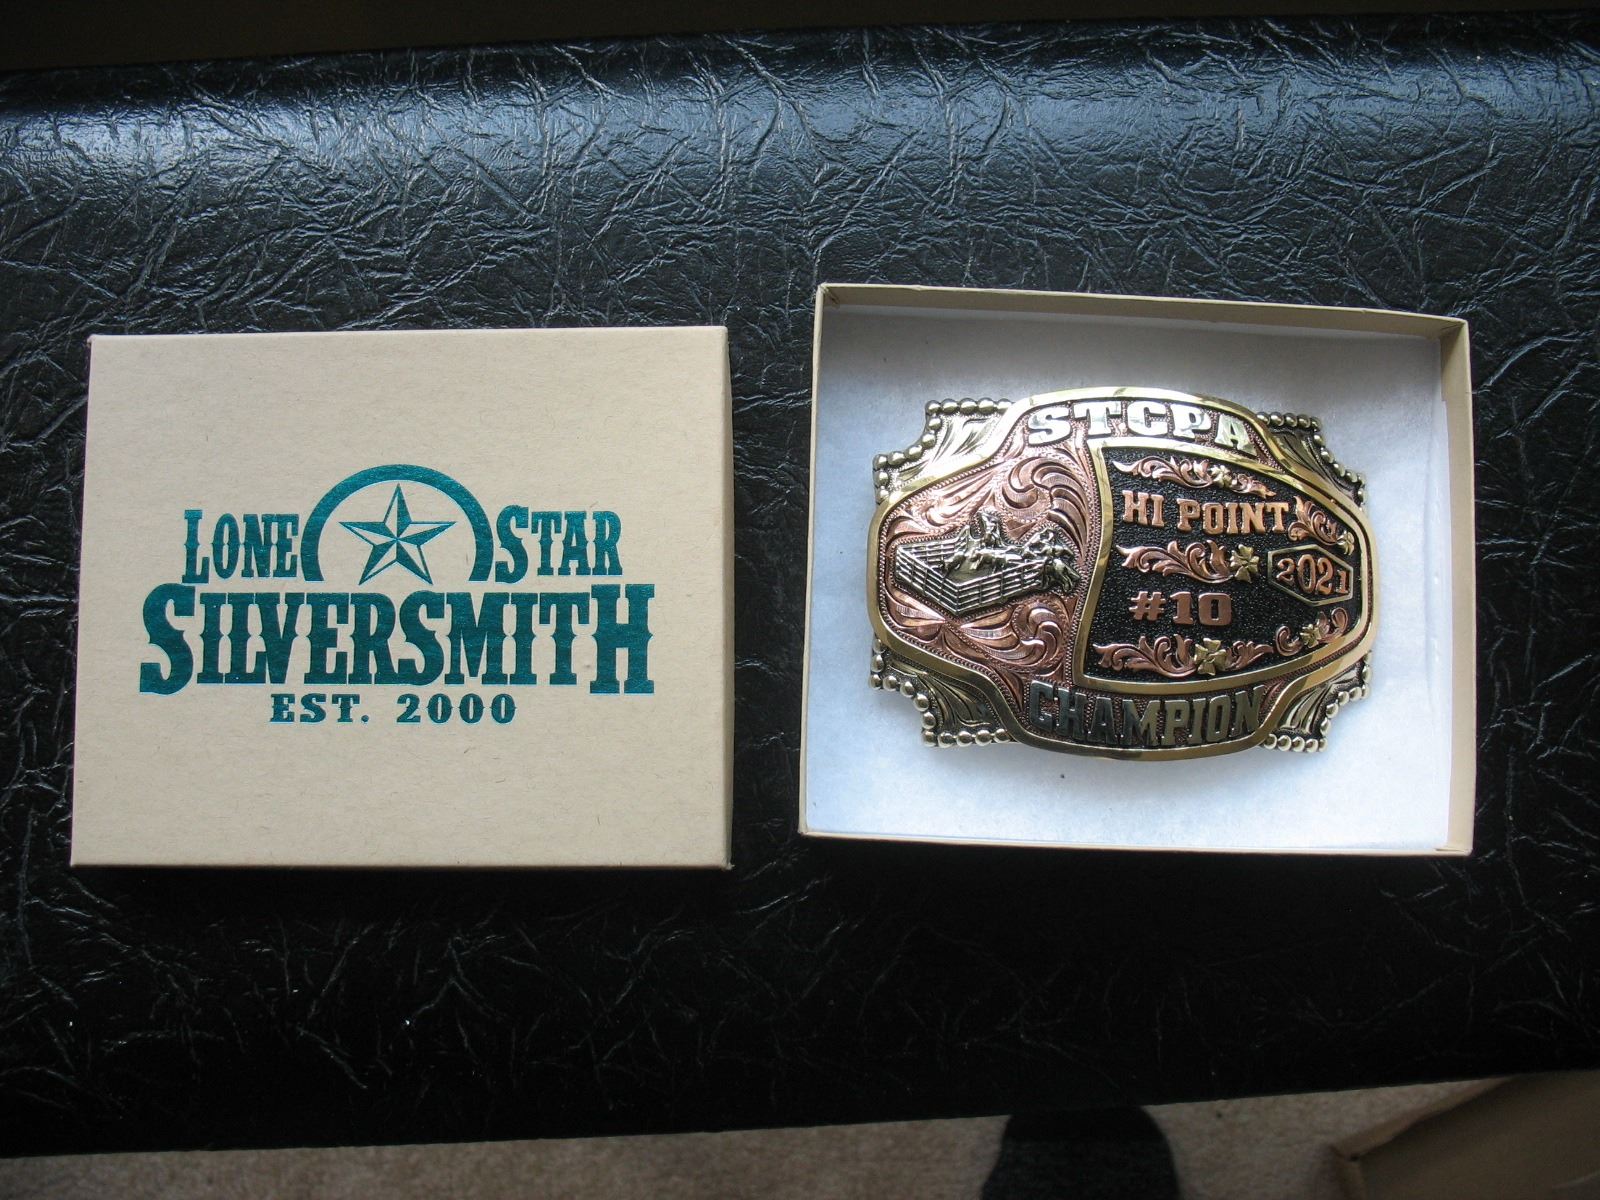 LONE STAR
SILVERSMITH
EST. 2000
STCPA
HI POINT
2021
#10
CHAMPION